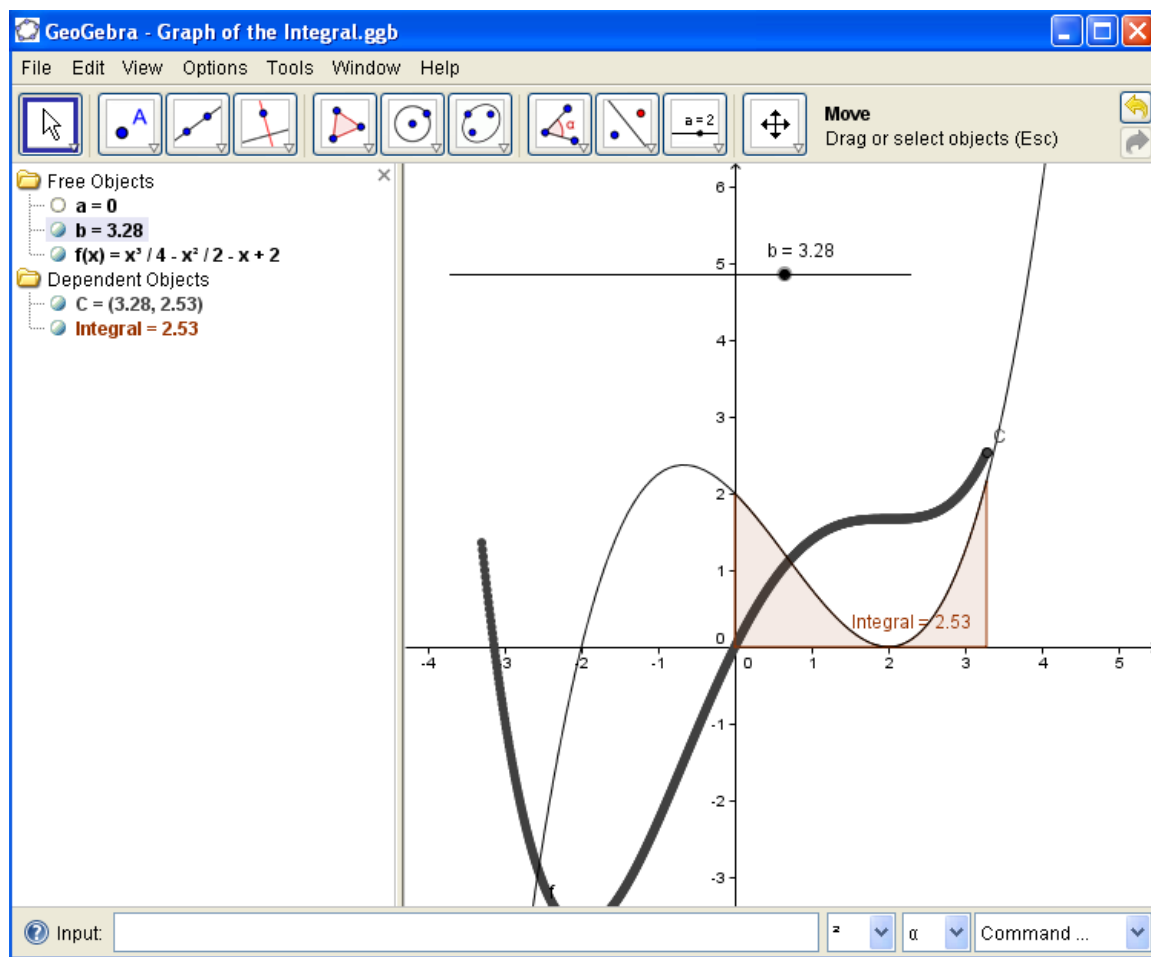 GeoGebra - Graph of the Integral.ggb
File Edit View Options Tools Window Help
A
α
a = 2
Move
Drag or select objects (Esc)
Free Objects
a = 0
b = 3.28
f(x) = x³ / 4 - x² / 2 - x + 2
Dependent Objects
C = (3.28, 2.53)
Integral = 2.53
6
b = 3.28
5
4
3
C
2
1
Integral = 2.53
0
-4 -3 -2 -1 0 1 2 3 4 5
-1
-2
-3
f
Input:
²
α
Command ...